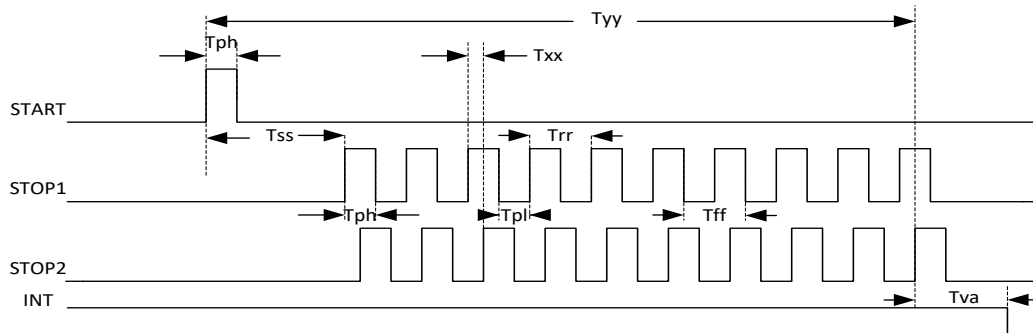 Tyy
Tph
Txx
START
Tss
Trr
STOP1
Tph
Tpl
Tff
STOP2
INT
Tva